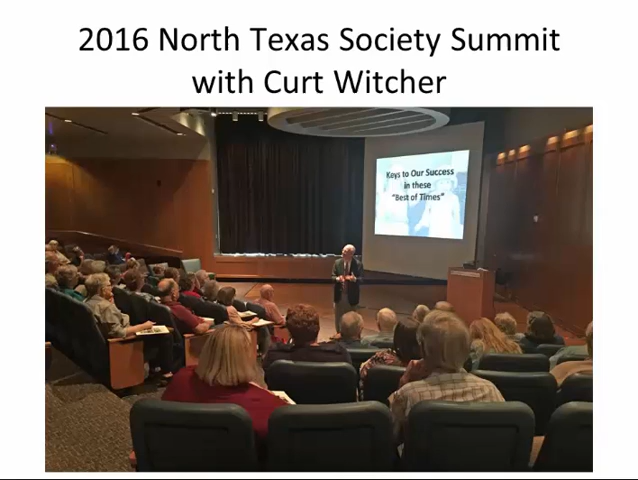 2016 North Texas Society Summit
with Curt Witcher
Keys to Our Success
in these
"Best of Times"